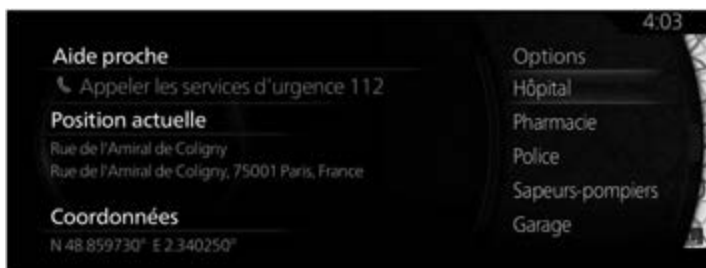 4:03
Aide proche
Appeler les services d'urgence 112
Position actuelle
Rue de l'Amiral de Coligny
Rue de l'Amiral de Coligny, 75001 Paris, France
Coordonnées
N 48.859730° E 2.340250°
Options
Hôpital
Pharmacie
Police
Sapeurs-pompiers
Garage